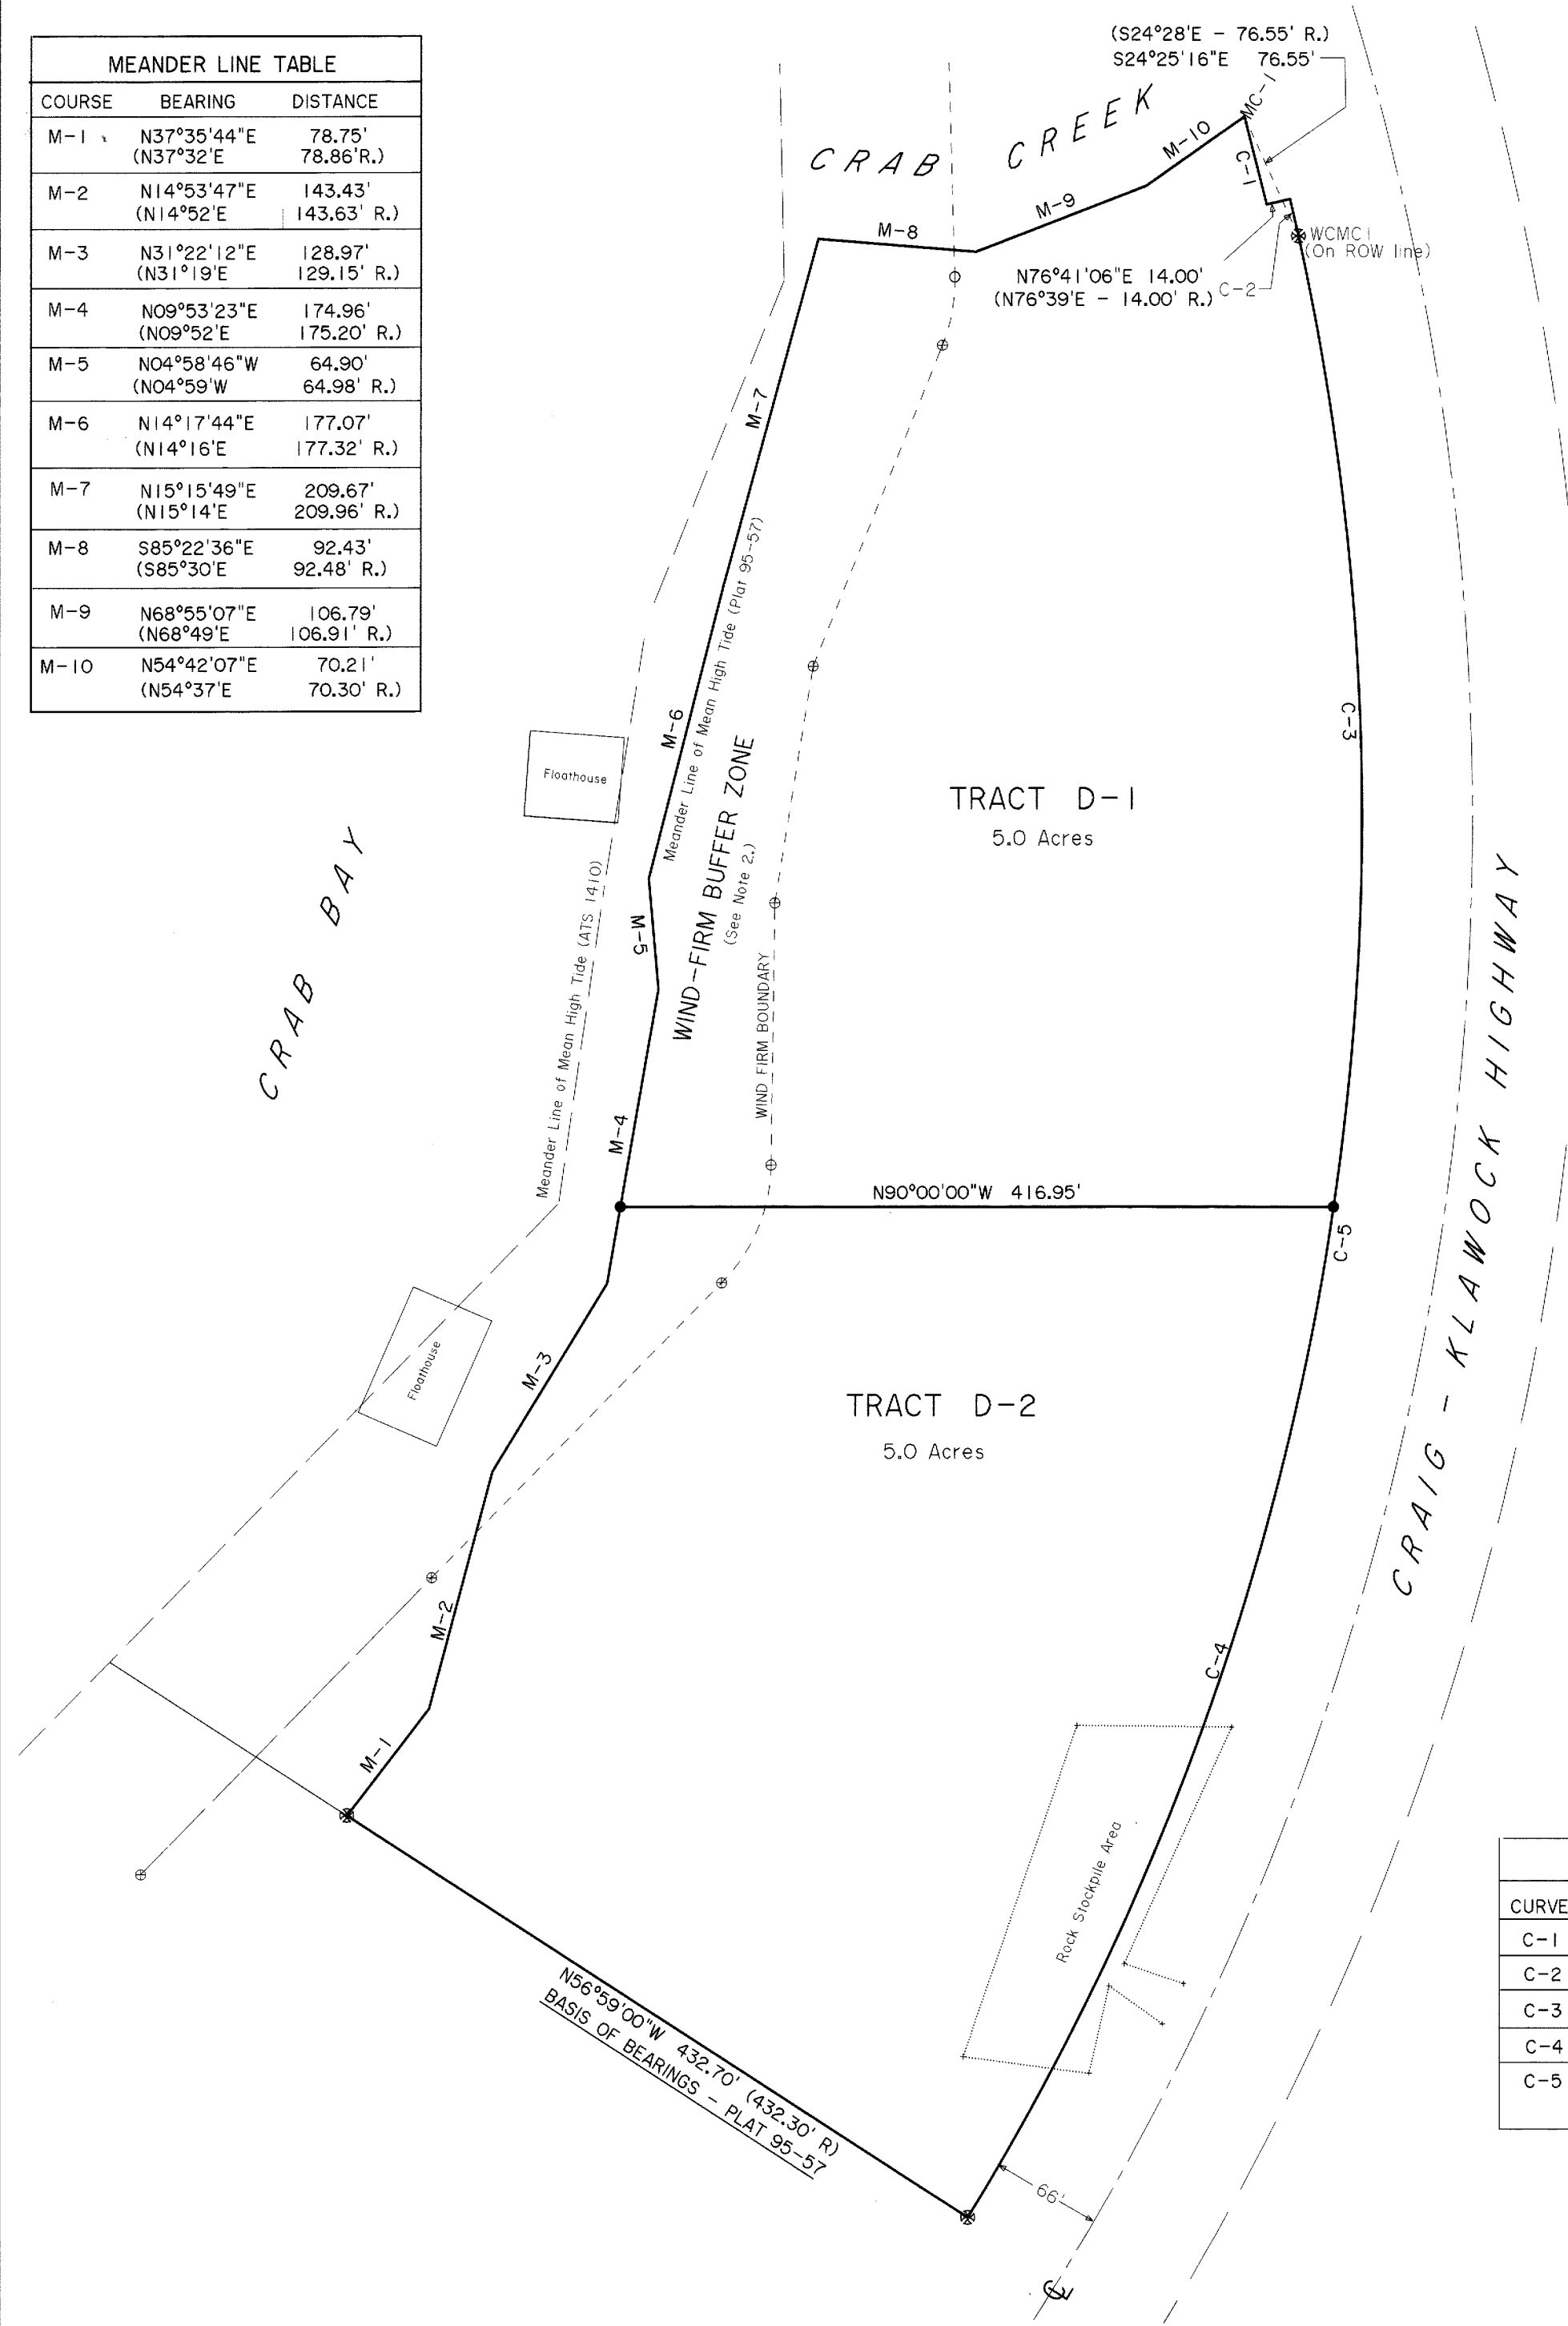 MEANDER LINE TABLE
COURSE BEARING DISTANCE
M-1 N37°35'44"E 78.75'
(N37°32'E 78.86'R.)
M-2 N14°53'47"E 143.43'
(N14°52'E 143.63' R.)
M-3 N31°22'12"E 128.97'
(N31°19'E 129.15' R.)
M-4 N09°53'23"E 174.96'
(N09°52'E 175.20' R.)
M-5 N04°58'46"W 64.90'
(N04°59'W 64.98' R.)
M-6 N14°17'44"E 177.07'
(N14°16'E 177.32' R.)
M-7 N15°15'49"E 209.67'
(N15°14'E 209.96' R.)
M-8 S85°22'36"E 92.43'
(S85°30'E 92.48' R.)
M-9 N68°55'07"E 106.79'
(N68°49'E 106.91' R.)
M-10 N54°42'07"E 70.21'
(N54°37'E 70.30' R.)
(S24°28'E - 76.55' R.)
S24°25'16"E 76.55'
MC-1
CRAB CREEK
M-10
C-1
M-9
M-8
WCMC1
(On ROW line)
N76°41'06"E 14.00'
(N76°39'E - 14.00' R.)
C-2
M-7
Meander Line of Mean High Tide (Plat 95-57)
M-6
C-3
Floathouse
WIND-FIRM BUFFER ZONE
(See Note 2.)
TRACT D-1
5.0 Acres
CRAB BAY
M-5
Meander Line of Mean High Tide (ATS 1410)
WIND FIRM BOUNDARY
M-4
N90°00'00"W 416.95'
C-5
CRAIG - KLAWOCK HIGHWAY
Floathouse
M-3
TRACT D-2
5.0 Acres
M-2
C-4
M-1
Rock Stockpile Area
N56°59'00"W 432.70' (432.30' R)
BASIS OF BEARINGS - PLAT 95-57
66'
CURVE
C-1
C-2
C-3
C-4
C-5